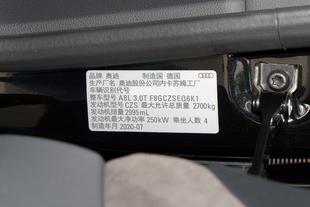 品牌 奥迪 制造国 德国
生产厂名 奥迪股份公司内卡苏姆工厂
车辆识别代号
整车型号 A8L 3.0T F8GCZSEQ6K1
发动机型号 CZS 最大允许总质量 2700kg
发动机排量 2995mL
发动机最大净功率 250kW 乘坐人数 4
制造年月 2020-07